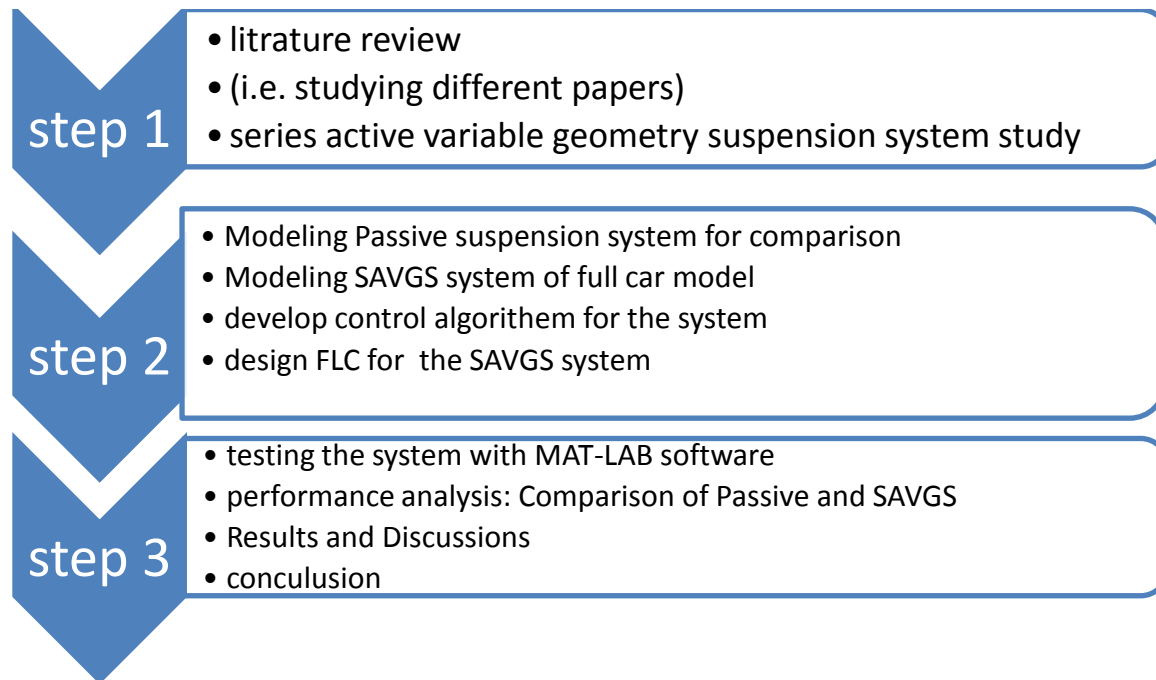 step 1
• litrature review
• (i.e. studying different papers)
• series active variable geometry suspension system study
step 2
• Modeling Passive suspension system for comparison
• Modeling SAVGS system of full car model
• develop control algorithem for the system
• design FLC for the SAVGS system
step 3
• testing the system with MAT-LAB software
• performance analysis: Comparison of Passive and SAVGS
• Results and Discussions
• conculusion